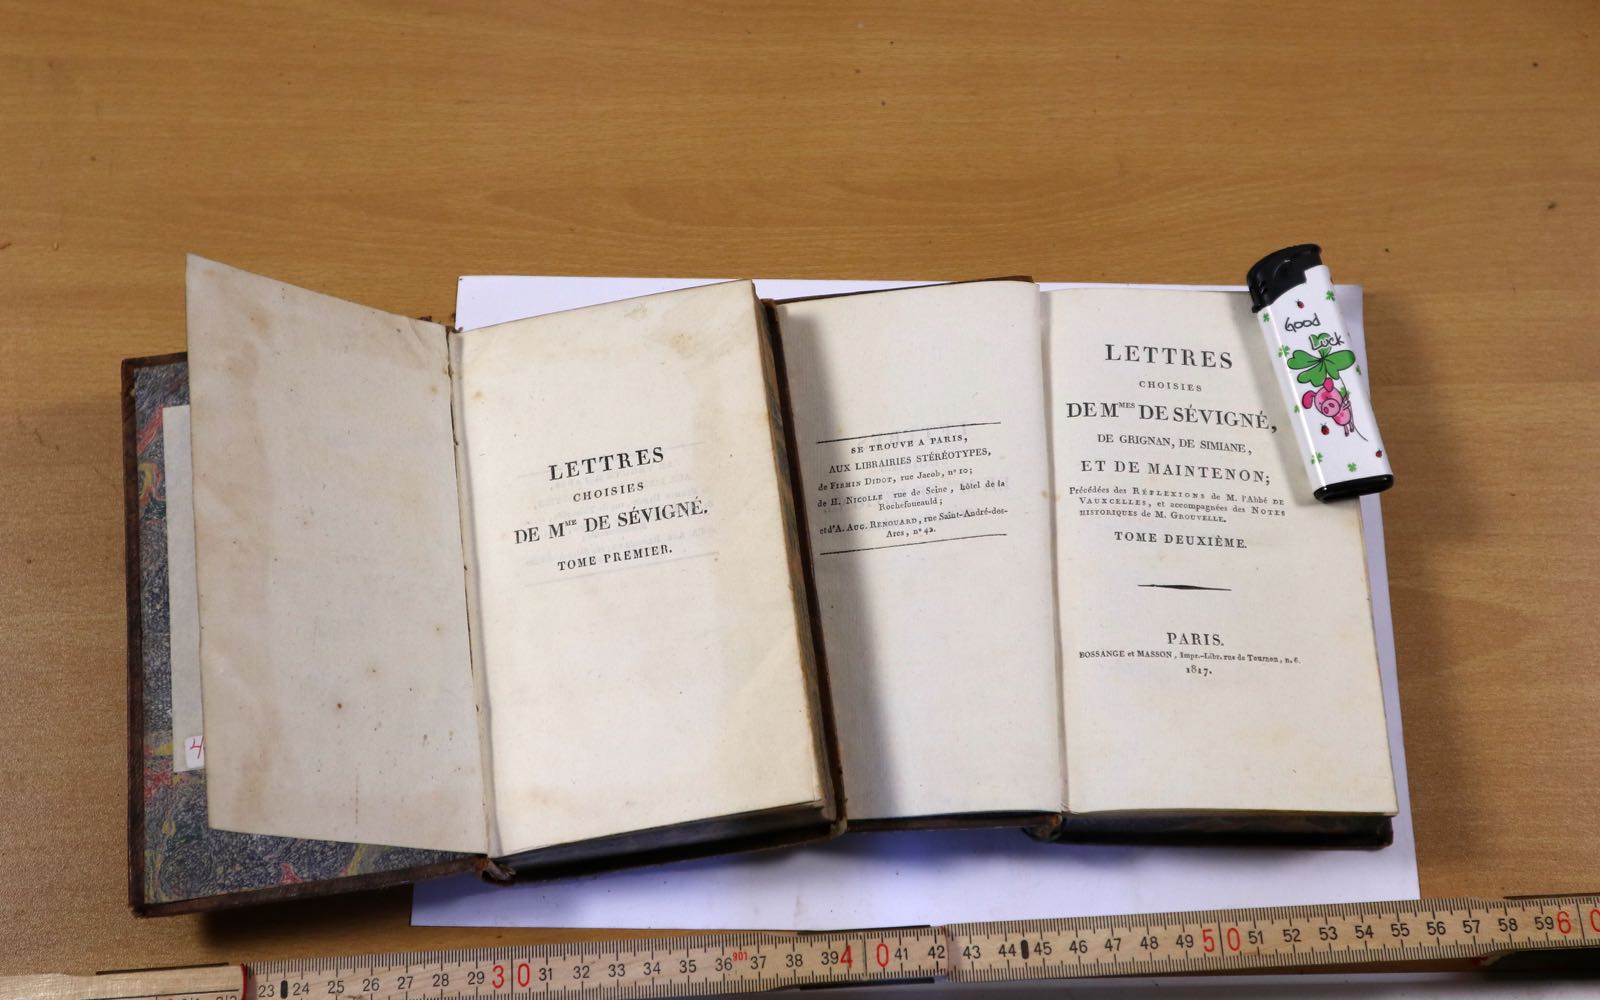 LETTRES
CHOISIES
DE M^ME DE SÉVIGNÉ.
TOME PREMIER.
SE TROUVE A PARIS,
AUX LIBRAIRIES STÉRÉOTYPES,
de FIRMIN DIDOT, rue Jacob, n° 10;
de H. NICOLLE rue de Seine, hôtel de la
Rochefoucauld;
et d'A. AUG. RENOUARD, rue Saint-André-des-
Arcs, n° 42.
LETTRES
CHOISIES
DE M^MES DE SÉVIGNÉ,
DE GRIGNAN, DE SIMIANE,
ET DE MAINTENON;
Précédées des RÉFLEXIONS de M. l'Abbé DE
VAUXCELLES, et accompagnées des NOTES
HISTORIQUES de M. GROUVELLE.
TOME DEUXIÈME.
PARIS.
BOSSANGE et MASSON, Impr.-Libr. rue de Tournon, n. 6.
1817.
Good
Luck
4
23 24 25 26 27 28 29 30 31 32 33 34 35 36 901 37 38 39 40 41 42 43 44 45 46 47 48 49 50 51 52 53 54 55 56 57 58 59 60